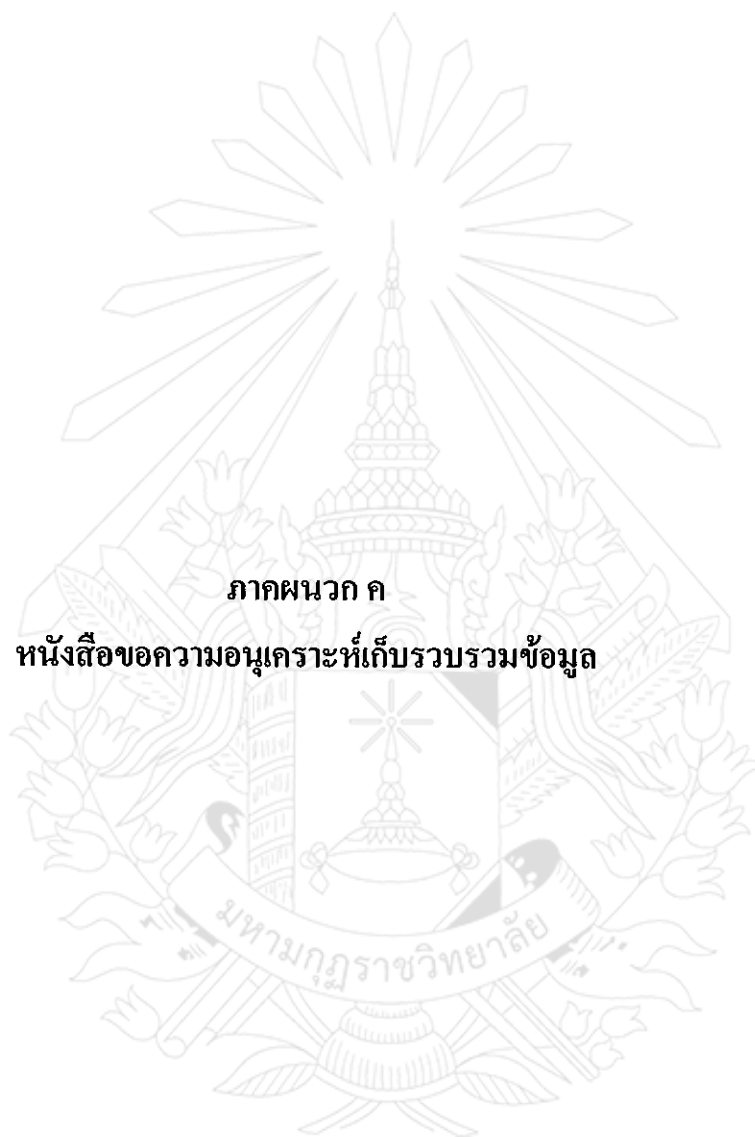 ภาคผนวก ค
หนังสือขอความอนุเคราะห์เก็บรวบรวมข้อมูล
มหามกุฏราชวิทยาลัย